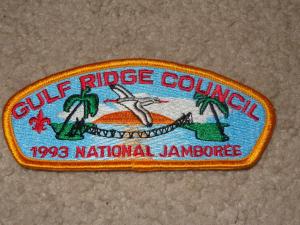 GULF RIDGE COUNCIL
1993 NATIONAL JAMBOREE